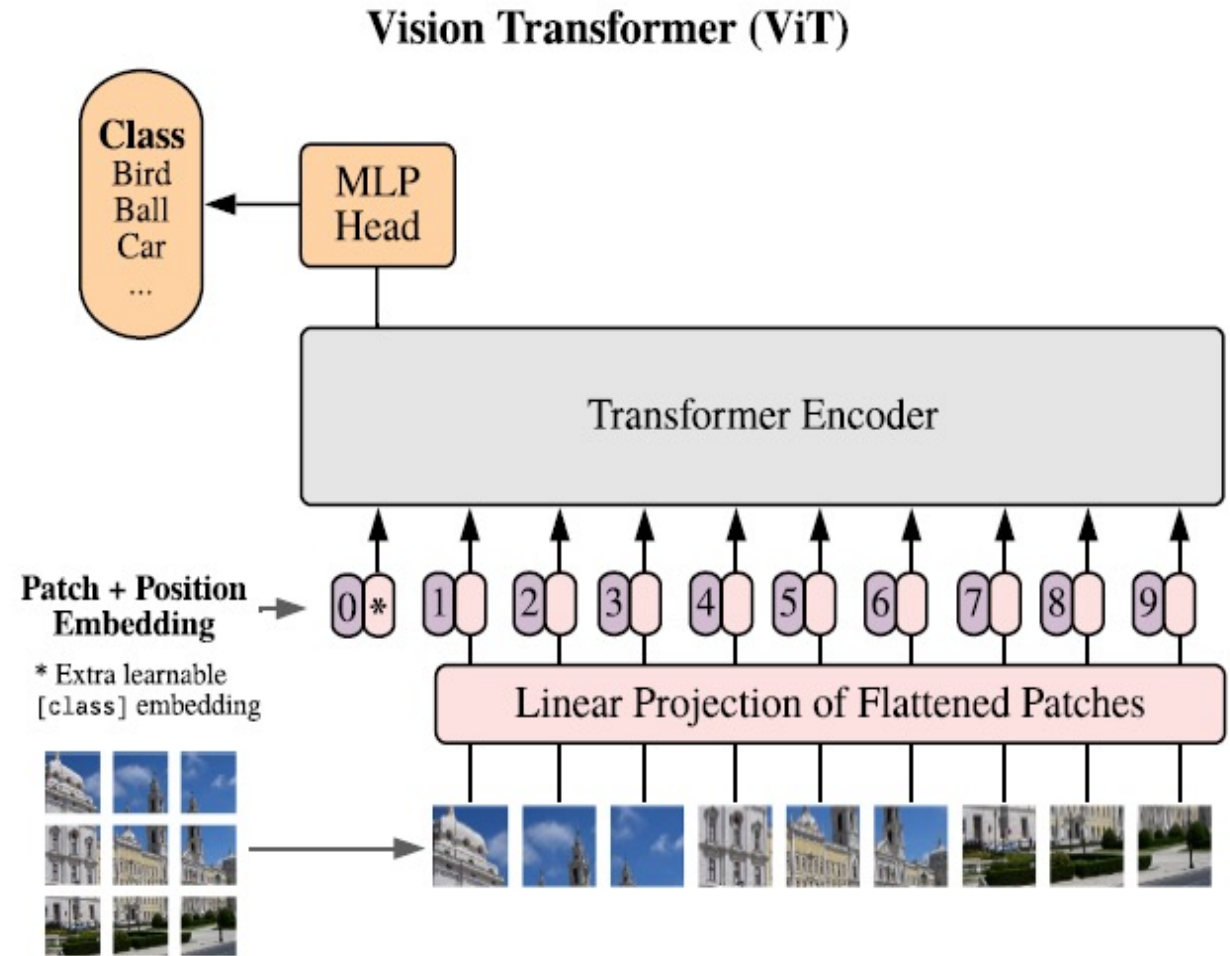 Vision Transformer (ViT)
Class
Bird
Ball
Car
...
MLP
Head
Transformer Encoder
Patch + Position
Embedding
* Extra learnable
[class] embedding
0 * 1 2 3 4 5 6 7 8 9
Linear Projection of Flattened Patches